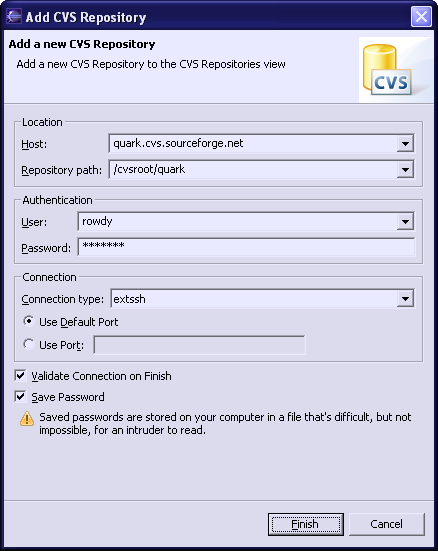 Add CVS Repository
Add a new CVS Repository
Add a new CVS Repository to the CVS Repositories view
CVS
Location
Host: quark.cvs.sourceforge.net
Repository path: /cvsroot/quark
Authentication
User: rowdy
Password: *******
Connection
Connection type: extssh
Use Default Port
Use Port:
Validate Connection on Finish
Save Password
Saved passwords are stored on your computer in a file that's difficult, but not
impossible, for an intruder to read.
Finish Cancel